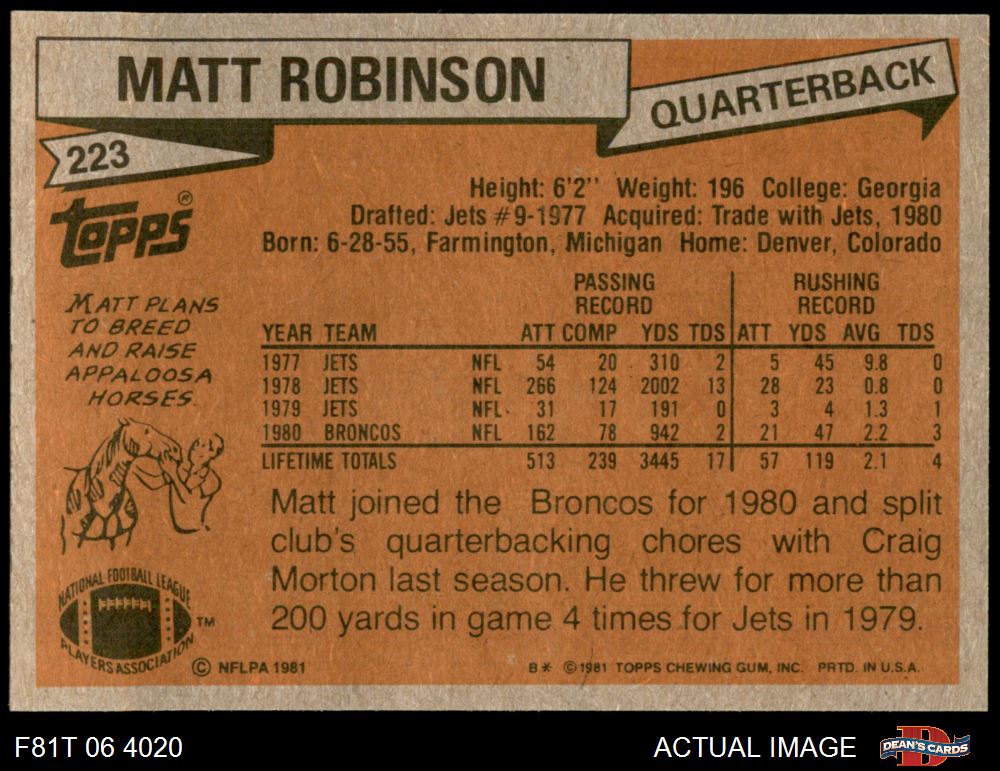 MATT ROBINSON
QUARTERBACK
223
TOPPS®
Height: 6'2" Weight: 196 College: Georgia
Drafted: Jets #9-1977 Acquired: Trade with Jets, 1980
Born: 6-28-55, Farmington, Michigan Home: Denver, Colorado
MATT PLANS
TO BREED
AND RAISE
APPALOOSA
HORSES.
PASSING RUSHING
RECORD RECORD
YEAR TEAM ATT COMP YDS TDS ATT YDS AVG TDS
1977 JETS NFL 54 20 310 2 5 45 9.8 0
1978 JETS NFL 266 124 2002 13 28 23 0.8 0
1979 JETS NFL 31 17 191 0 3 4 1.3 1
1980 BRONCOS NFL 162 78 942 2 21 47 2.2 3
LIFETIME TOTALS 513 239 3445 17 57 119 2.1 4
Matt joined the Broncos for 1980 and split
club's quarterbacking chores with Craig
Morton last season. He threw for more than
200 yards in game 4 times for Jets in 1979.
NATIONAL FOOTBALL LEAGUE
PLAYERS ASSOCIATION TM
© NFLPA 1981
B* © 1981 TOPPS CHEWING GUM, INC. PRTD. IN U.S.A.
F81T 06 4020
ACTUAL IMAGE
DEAN'S CARDS